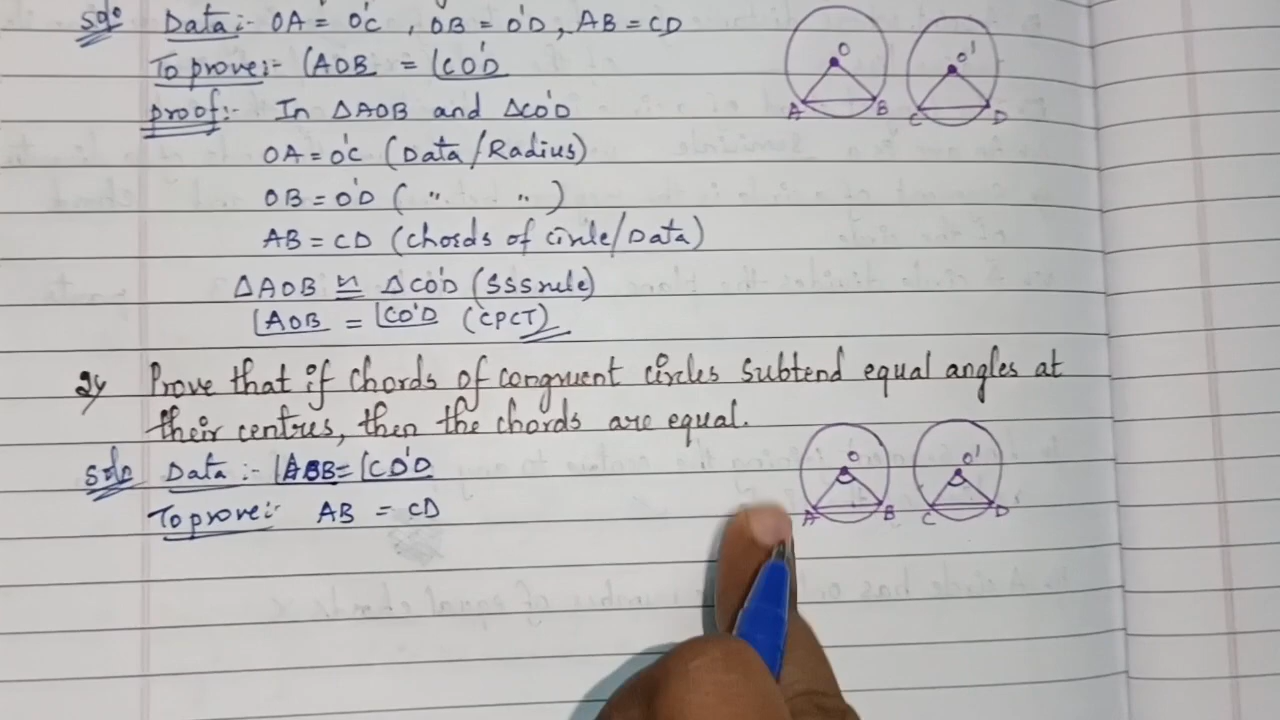 Soln Data:- OA = O'C, OB = O'D, AB = CD
To prove:- ∠AOB = ∠CO'D
proof:- In ΔAOB and ΔCO'D
OA = O'C (Data/Radius)
OB = O'D ( " " )
AB = CD (Chords of circle/Data)
ΔAOB ≅ ΔCO'D (SSS rule)
∠AOB = ∠CO'D (CPCT)
O
A B
O'
C D
2) Prove that if chords of congruent circles subtend equal angles at
their centres, then the chords are equal.
Soln Data:- ∠AOB = ∠CO'D
To prove:- AB = CD
O
A B
O'
C D